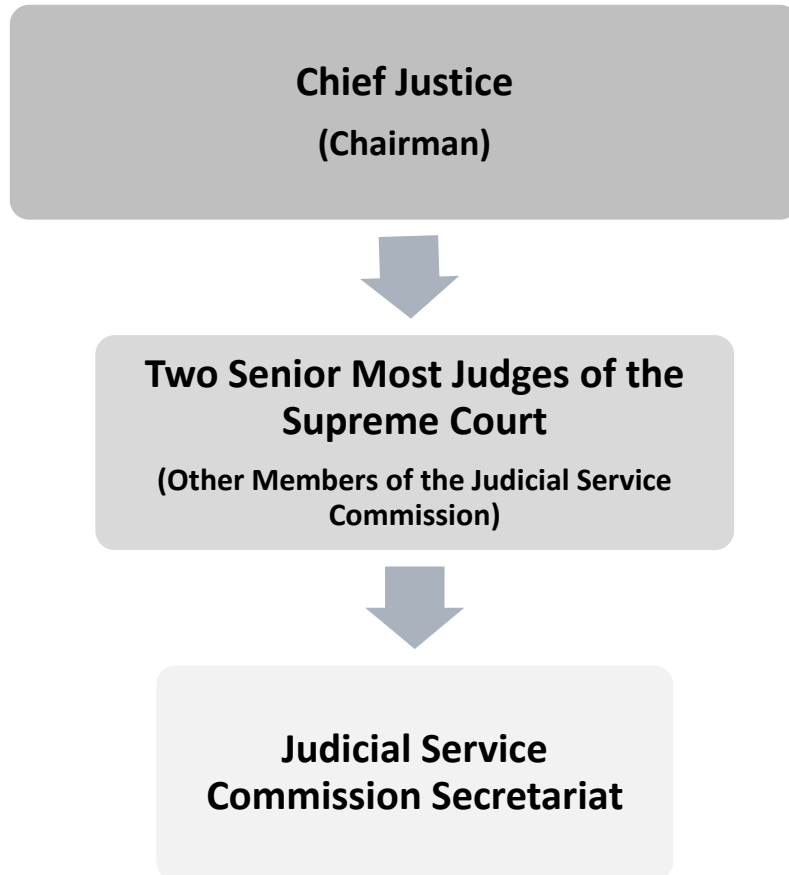 Chief Justice
(Chairman)
Two Senior Most Judges of the
Supreme Court
(Other Members of the Judicial Service
Commission)
Judicial Service
Commission Secretariat